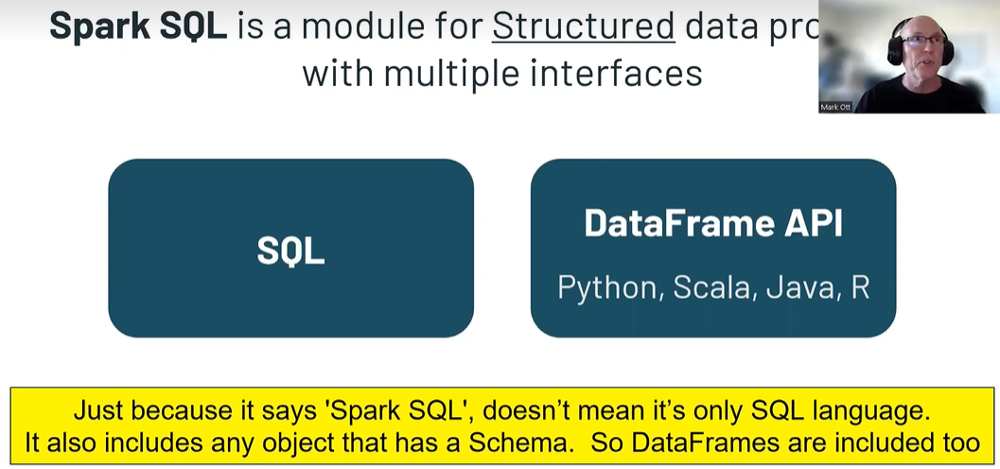 Spark SQL is a module for Structured data pro
with multiple interfaces
Mark Ott
SQL
DataFrame API
Python, Scala, Java, R
Just because it says 'Spark SQL', doesn’t mean it’s only SQL language.
It also includes any object that has a Schema.  So DataFrames are included too